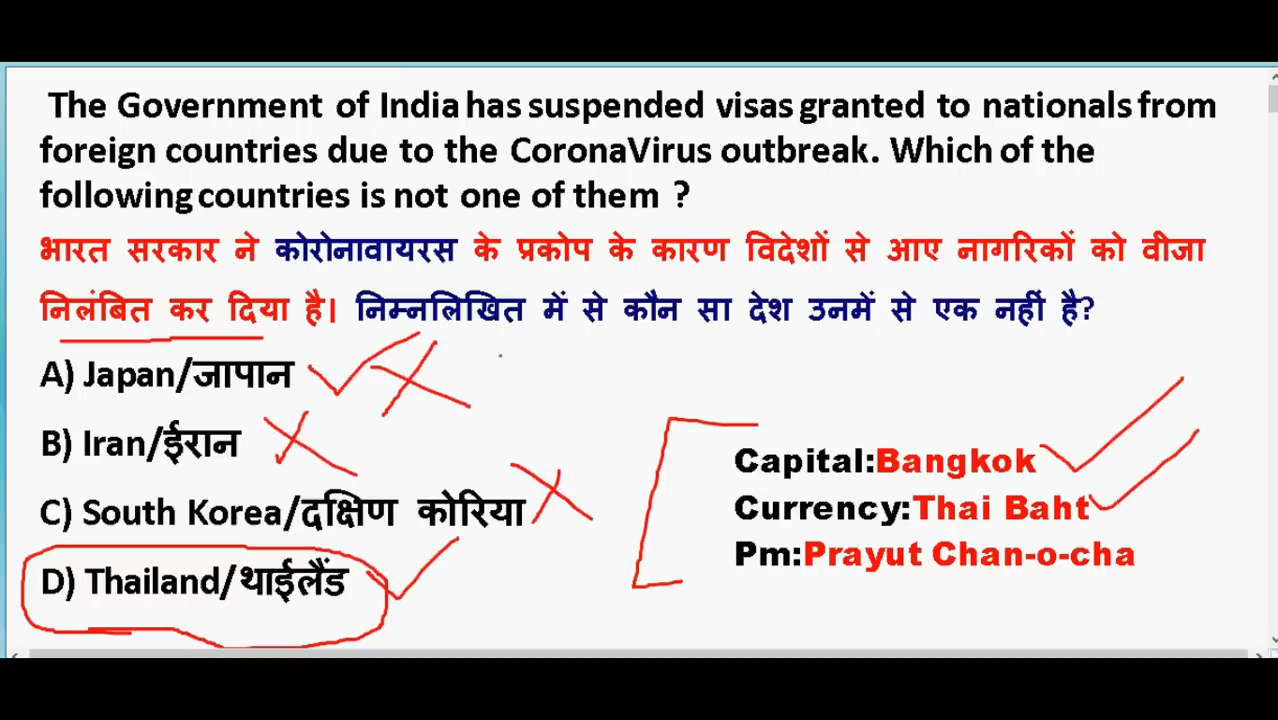 The Government of India has suspended visas granted to nationals from
foreign countries due to the CoronaVirus outbreak. Which of the
following countries is not one of them ?
भारत सरकार ने कोरोनावायरस के प्रकोप के कारण विदेशों से आए नागरिकों को वीजा
निलंबित कर दिया है। निम्नलिखित में से कौन सा देश उनमें से एक नहीं है?
A) Japan/जापान
B) Iran/ईरान
C) South Korea/दक्षिण कोरिया
D) Thailand/थाईलैंड
Capital:Bangkok
Currency:Thai Baht
Pm:Prayut Chan-o-cha